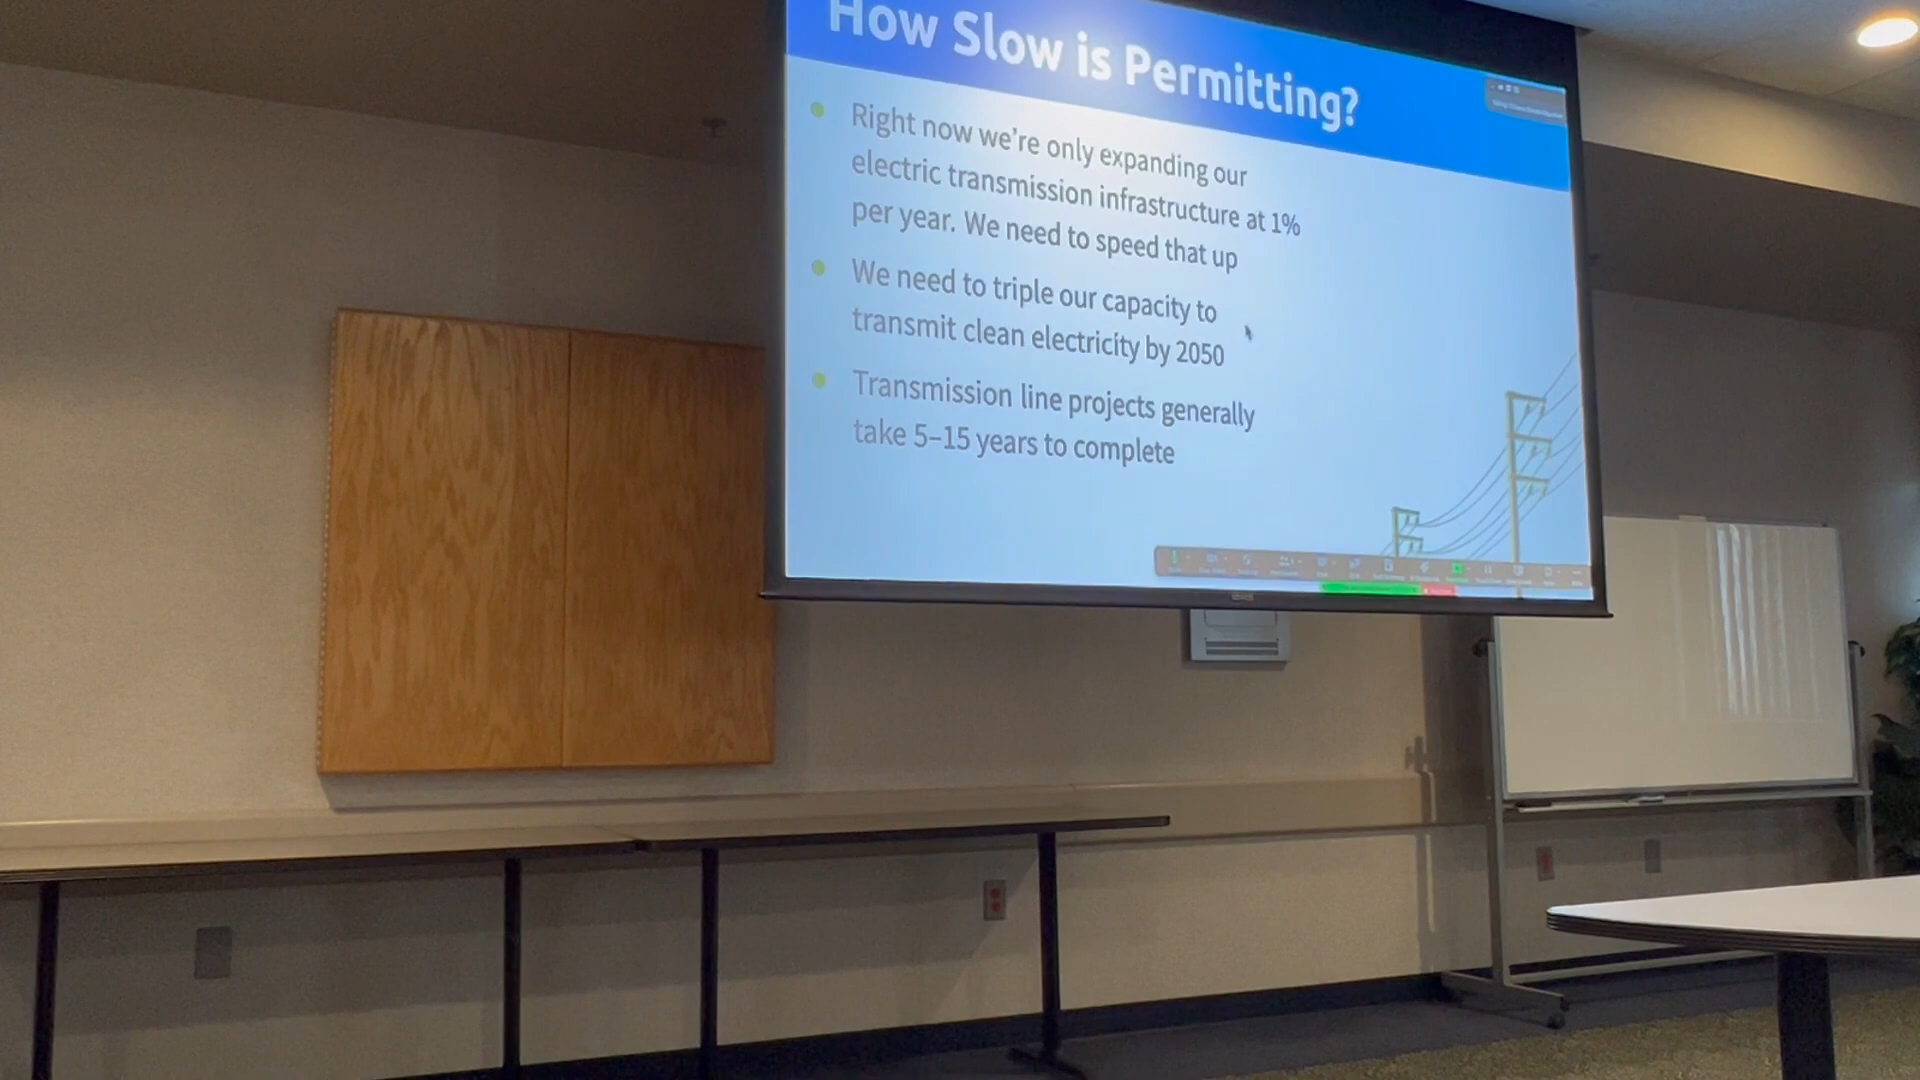 How Slow is Permitting?
Right now we're only expanding our
electric transmission infrastructure at 1%
per year. We need to speed that up
We need to triple our capacity to
transmit clean electricity by 2050
Transmission line projects generally
take 5–15 years to complete